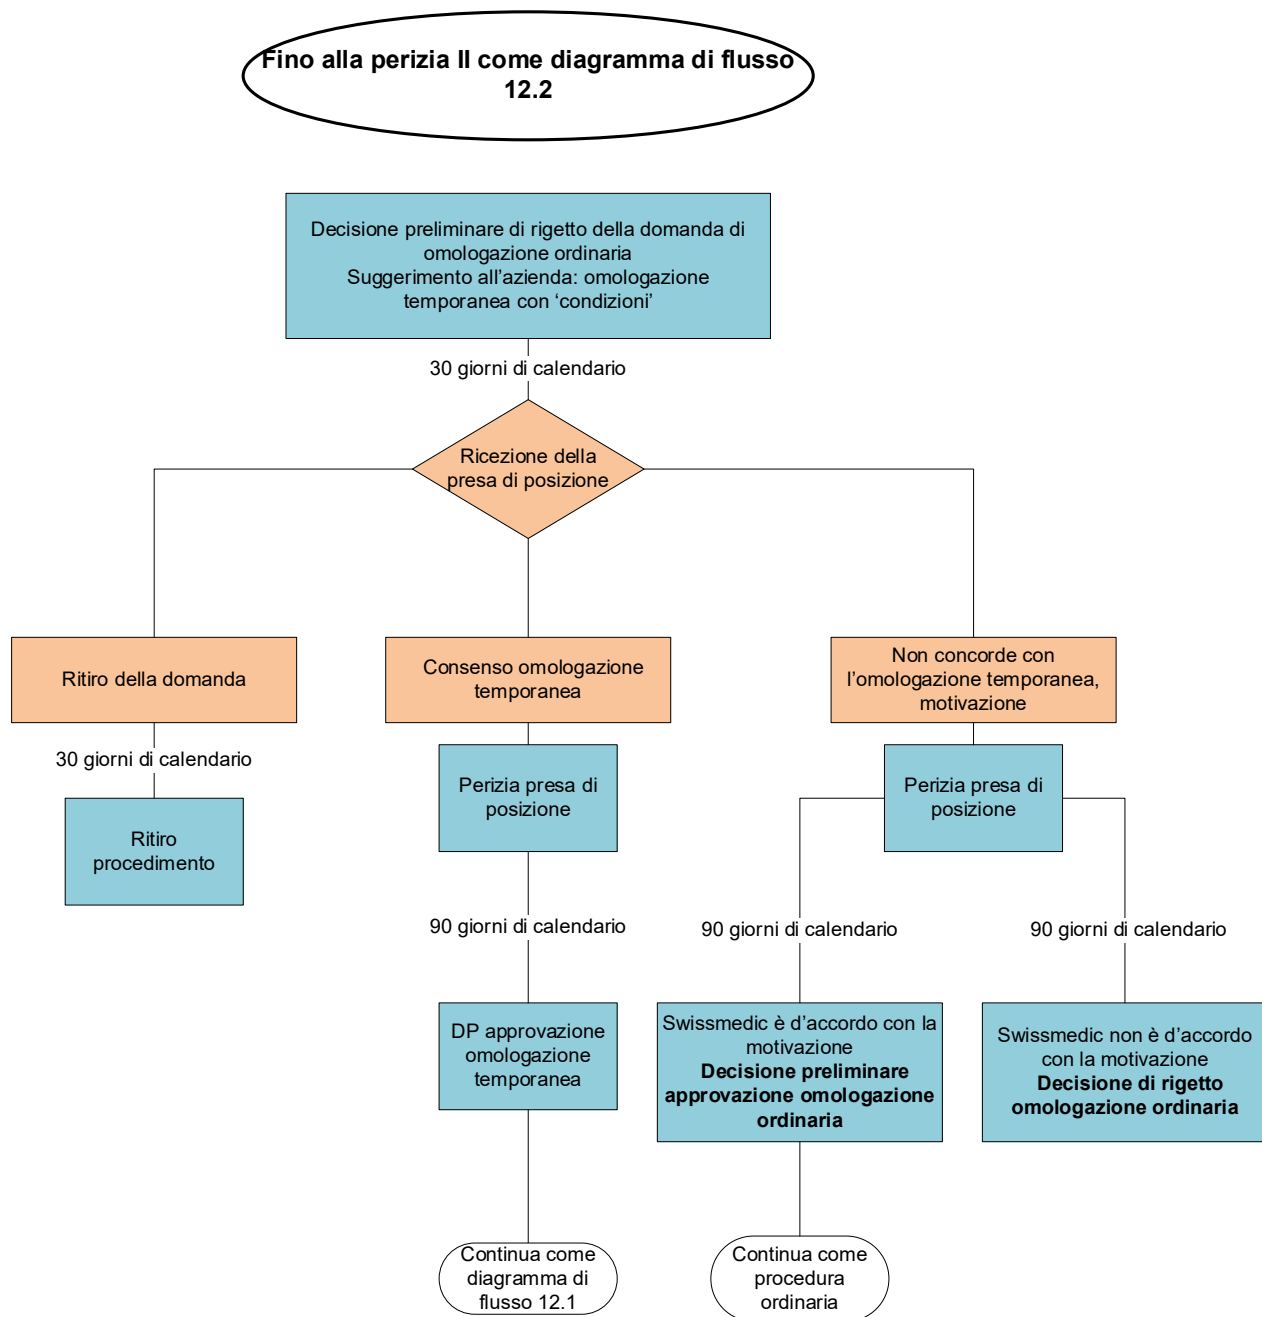 Fino alla perizia II come diagramma di flusso
12.2
Decisione preliminare di rigetto della domanda di
omologazione ordinaria
Suggerimento all’azienda: omologazione
temporanea con ‘condizioni’
30 giorni di calendario
Ricezione della
presa di posizione
Ritiro della domanda
Consenso omologazione
temporanea
Non concorde con
l’omologazione temporanea,
motivazione
30 giorni di calendario
Ritiro
procedimento
Perizia presa di
posizione
Perizia presa di
posizione
90 giorni di calendario
90 giorni di calendario
90 giorni di calendario
DP approvazione
omologazione
temporanea
Swissmedic è d’accordo con la
motivazione
Decisione preliminare
approvazione omologazione
ordinaria
Swissmedic non è d’accordo
con la motivazione
Decisione di rigetto
omologazione ordinaria
Continua come
diagramma di
flusso 12.1
Continua come
procedura
ordinaria